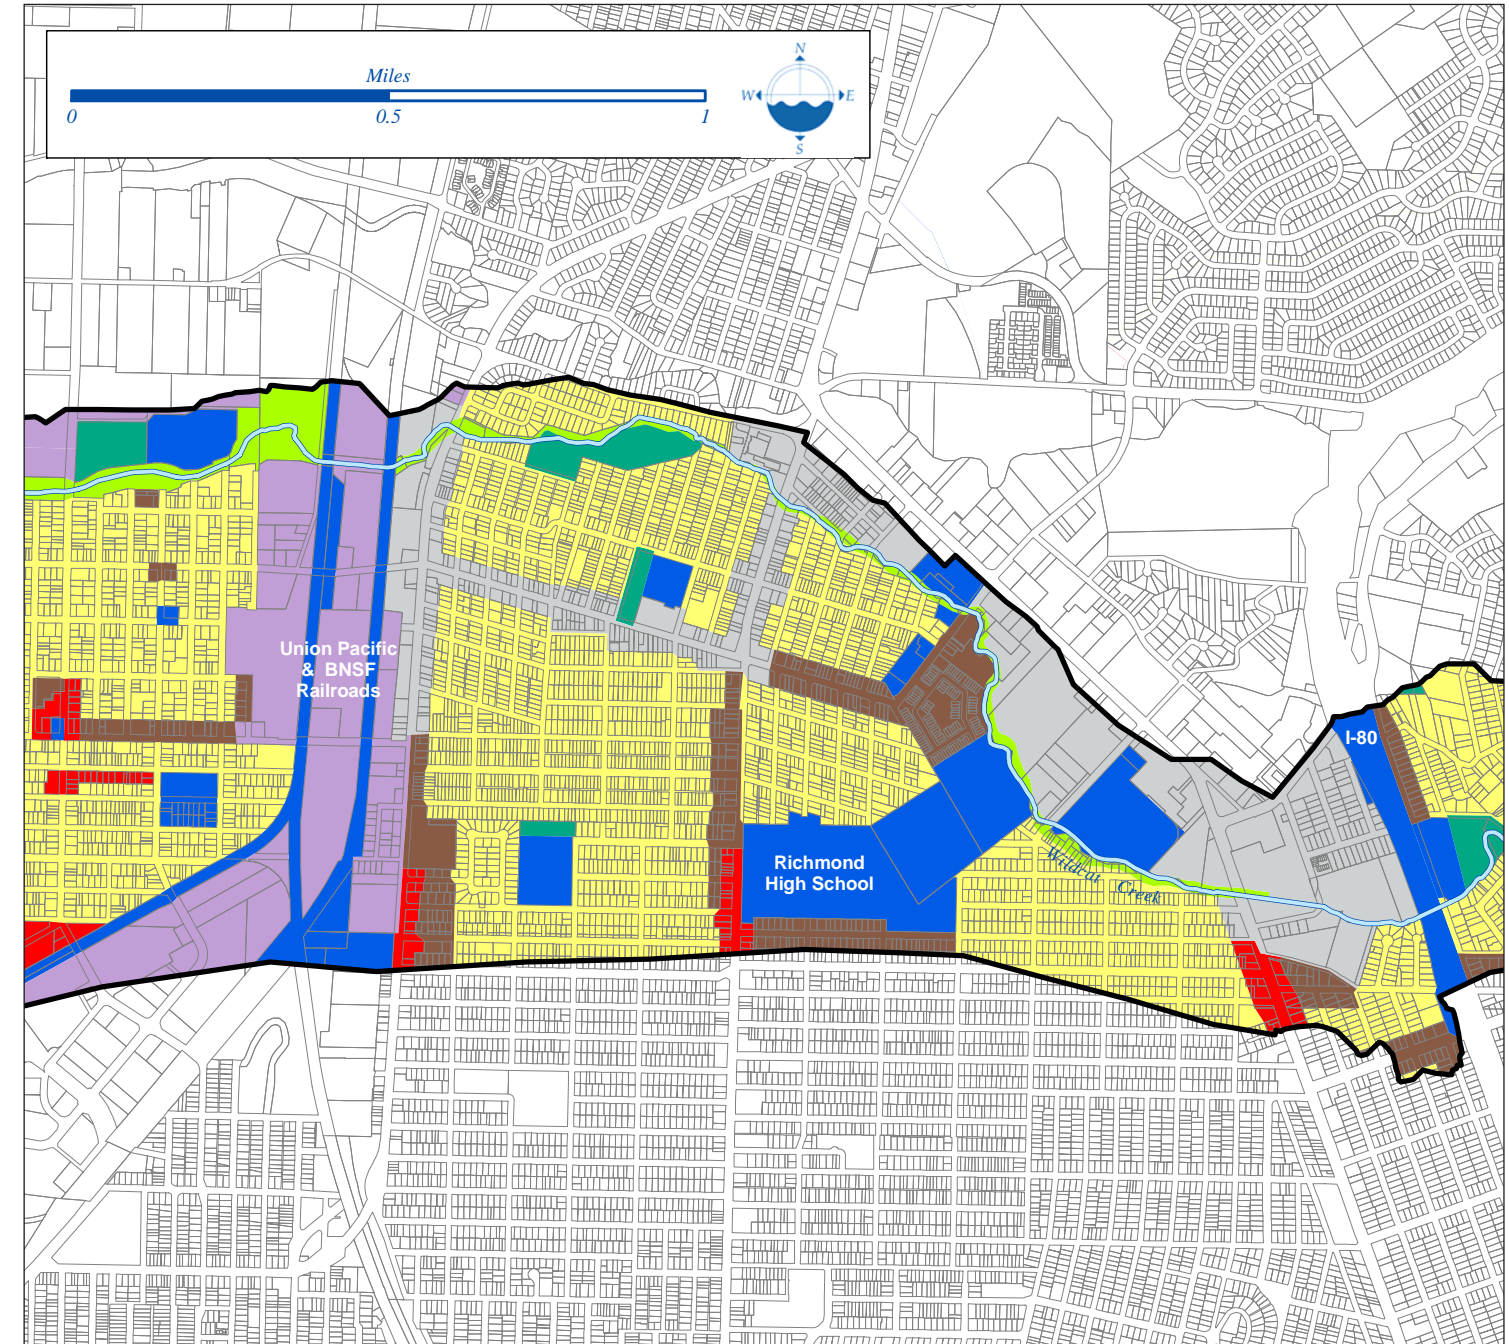 Miles
0 0.5 1
N
W E
S
Union Pacific
& BNSF
Railroads
I-80
Richmond
High School
Wildcat Creek